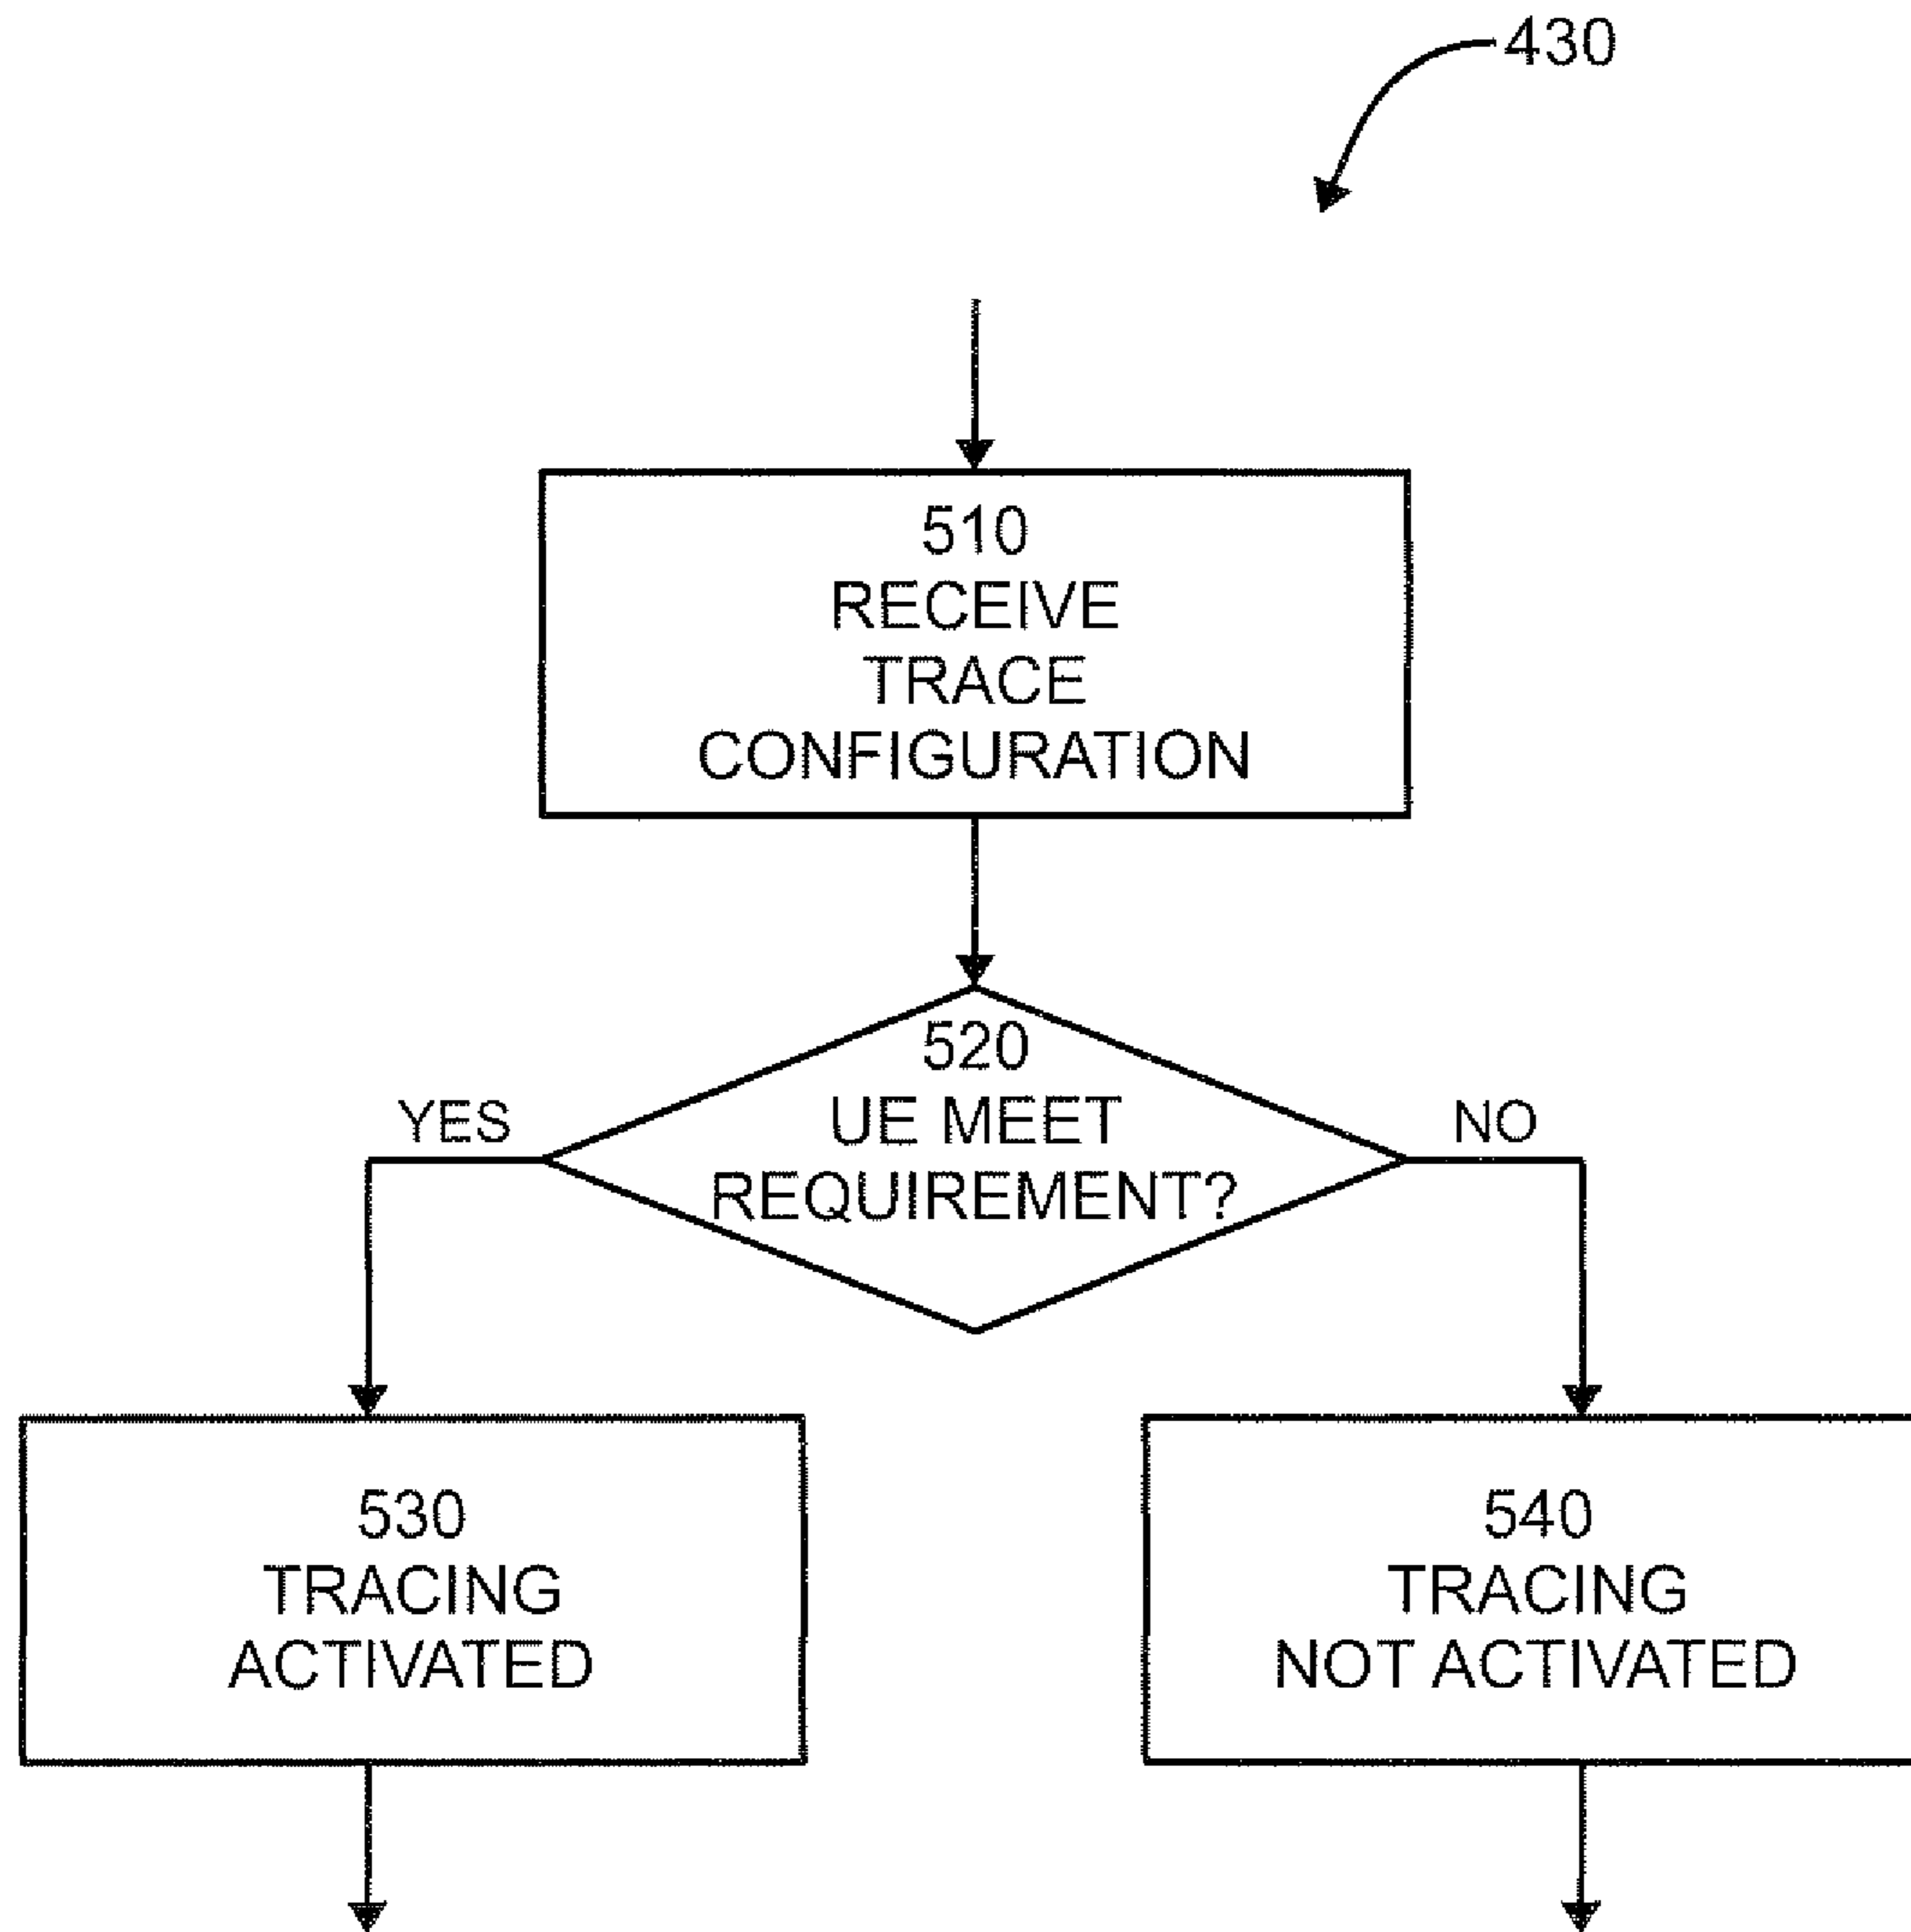 430
510
RECEIVE
TRACE
CONFIGURATION
520
UE MEET
REQUIREMENT?
YES
NO
530
TRACING
ACTIVATED
540
TRACING
NOT ACTIVATED